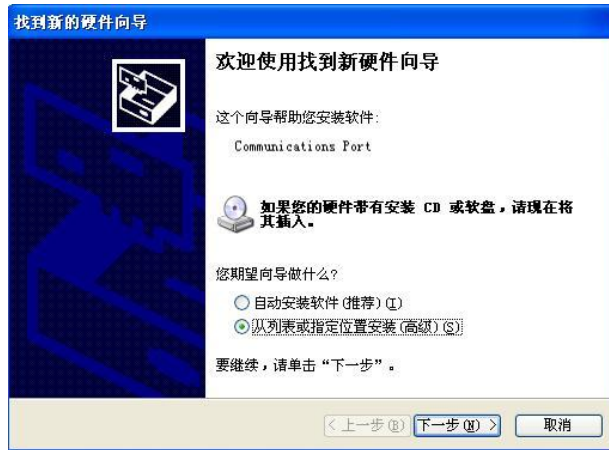 找到新的硬件向导
欢迎使用找到新硬件向导
这个向导帮助您安装软件:
Communications Port
如果您的硬件带有安装 CD 或软盘，请现在将
其插入。
您期望向导做什么?
自动安装软件(推荐)(I)
从列表或指定位置安装(高级)(S)
要继续，请单击“下一步”。
< 上一步(B) 下一步(N) > 取消